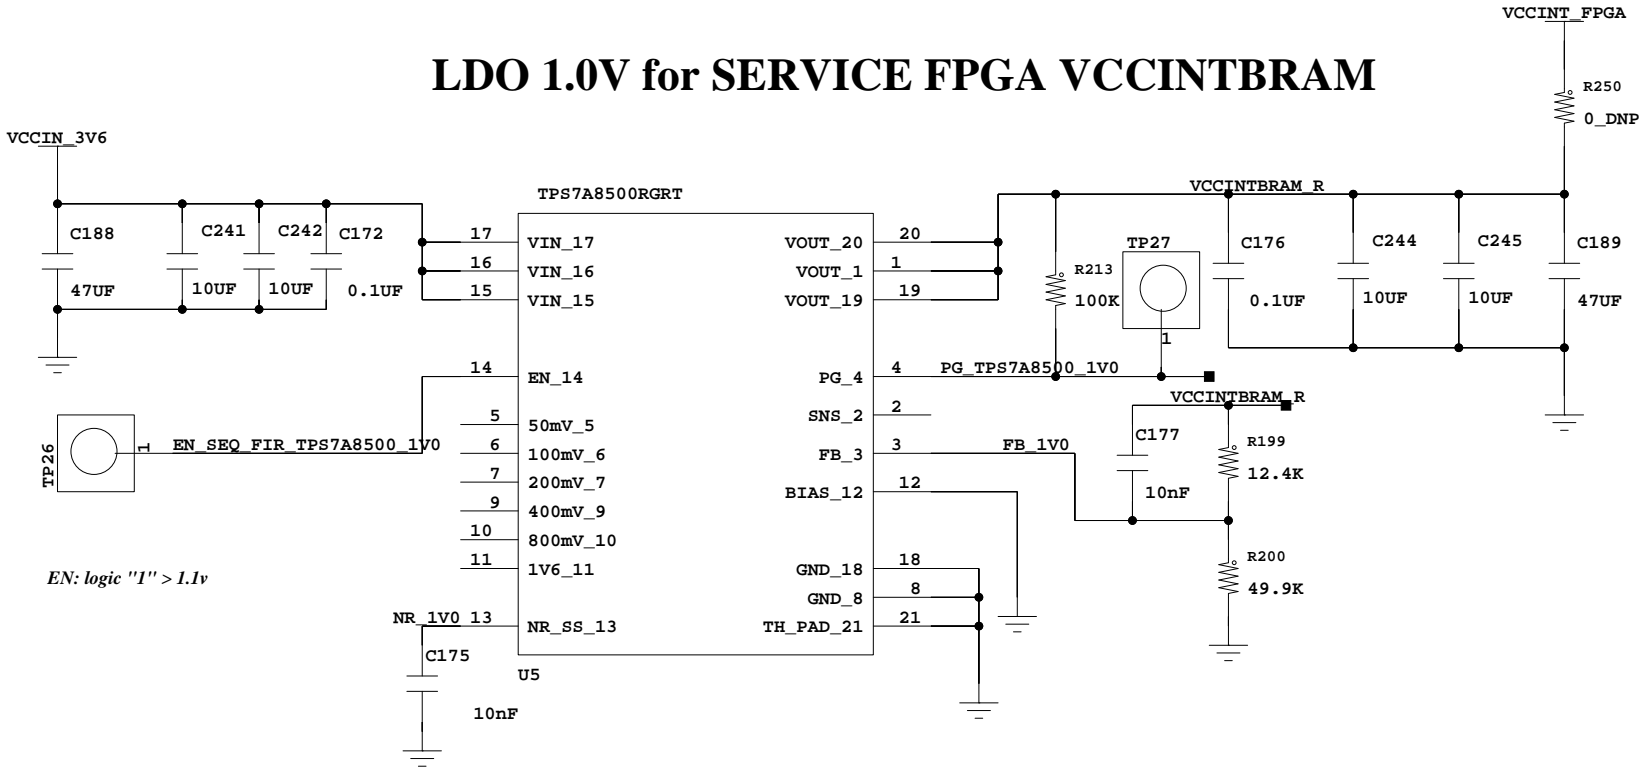 VCCINT_FPGA
LDO 1.0V for SERVICE FPGA VCCINTBRAM
R250
0_DNP
VCCIN_3V6
TPS7A8500RGRT
VCCINTBRAM_R
C188
47UF
C241
10UF
C242
10UF
C172
0.1UF
17 VIN_17
16 VIN_16
15 VIN_15
VOUT_20 20
VOUT_1 1
VOUT_19 19
R213
100K
TP27
1
C176
0.1UF
C244
10UF
C245
10UF
C189
47UF
14 EN_14
PG_4 4 PG_TPS7A8500_1V0
SNS_2 2
VCCINTBRAM_R
TP26
1
EN_SEQ_FIR_TPS7A8500_1V0
5 50mV_5
6 100mV_6
7 200mV_7
9 400mV_9
10 800mV_10
11 1V6_11
FB_3 3 FB_1V0
BIAS_12 12
C177
10nF
R199
12.4K
R200
49.9K
GND_18 18
GND_8 8
TH_PAD_21 21
EN: logic "1" > 1.1v
NR_1V0 13 NR_SS_13
C175
10nF
U5